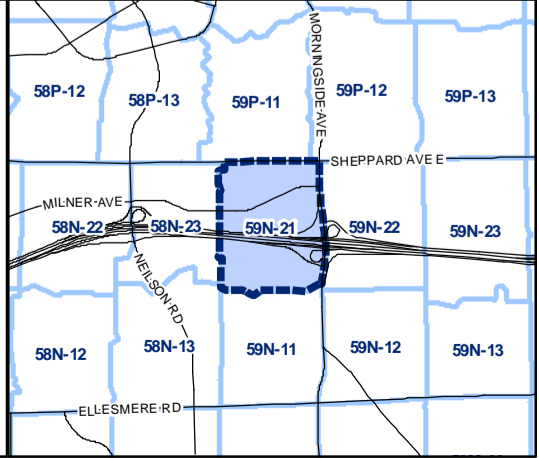 MORNINGSIDE AVE
58P-12
58P-13
59P-11
59P-12
59P-13
SHEPPARD AVE E
MILNER AVE
58N-22
58N-23
59N-21
59N-22
59N-23
NEILSON RD
58N-12
58N-13
59N-11
59N-12
59N-13
ELLESMERE RD